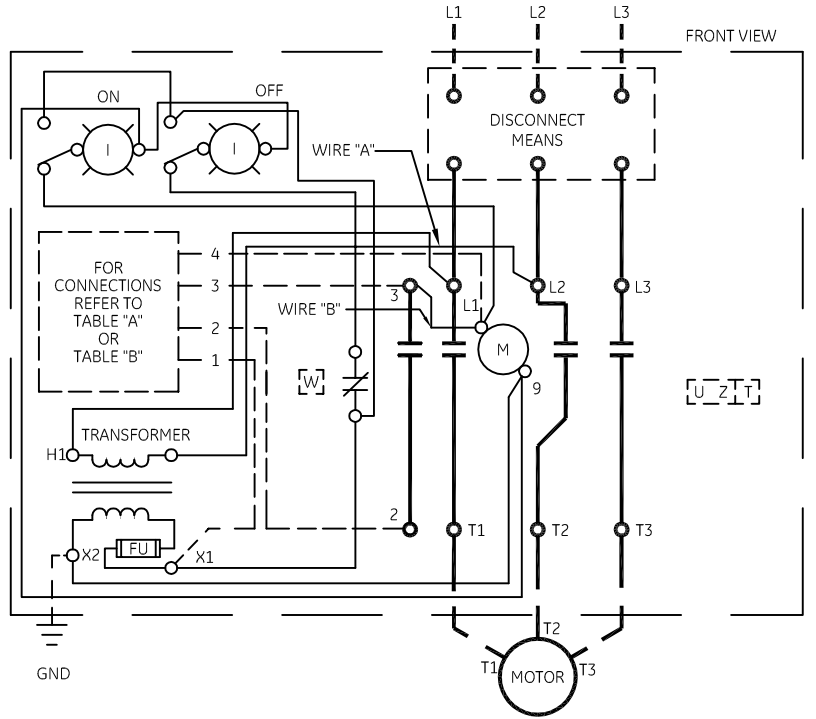 L1 L2 L3
FRONT VIEW
ON
OFF
I
I
DISCONNECT
MEANS
WIRE "A"
4
3
2
1
FOR
CONNECTIONS
REFER TO
TABLE "A"
OR
TABLE "B"
3
L1
L2
L3
WIRE "B"
M
9
W
U Z T
TRANSFORMER
H1
2
T1
T2
T3
FU
X2
X1
GND
T2
T1
T3
MOTOR